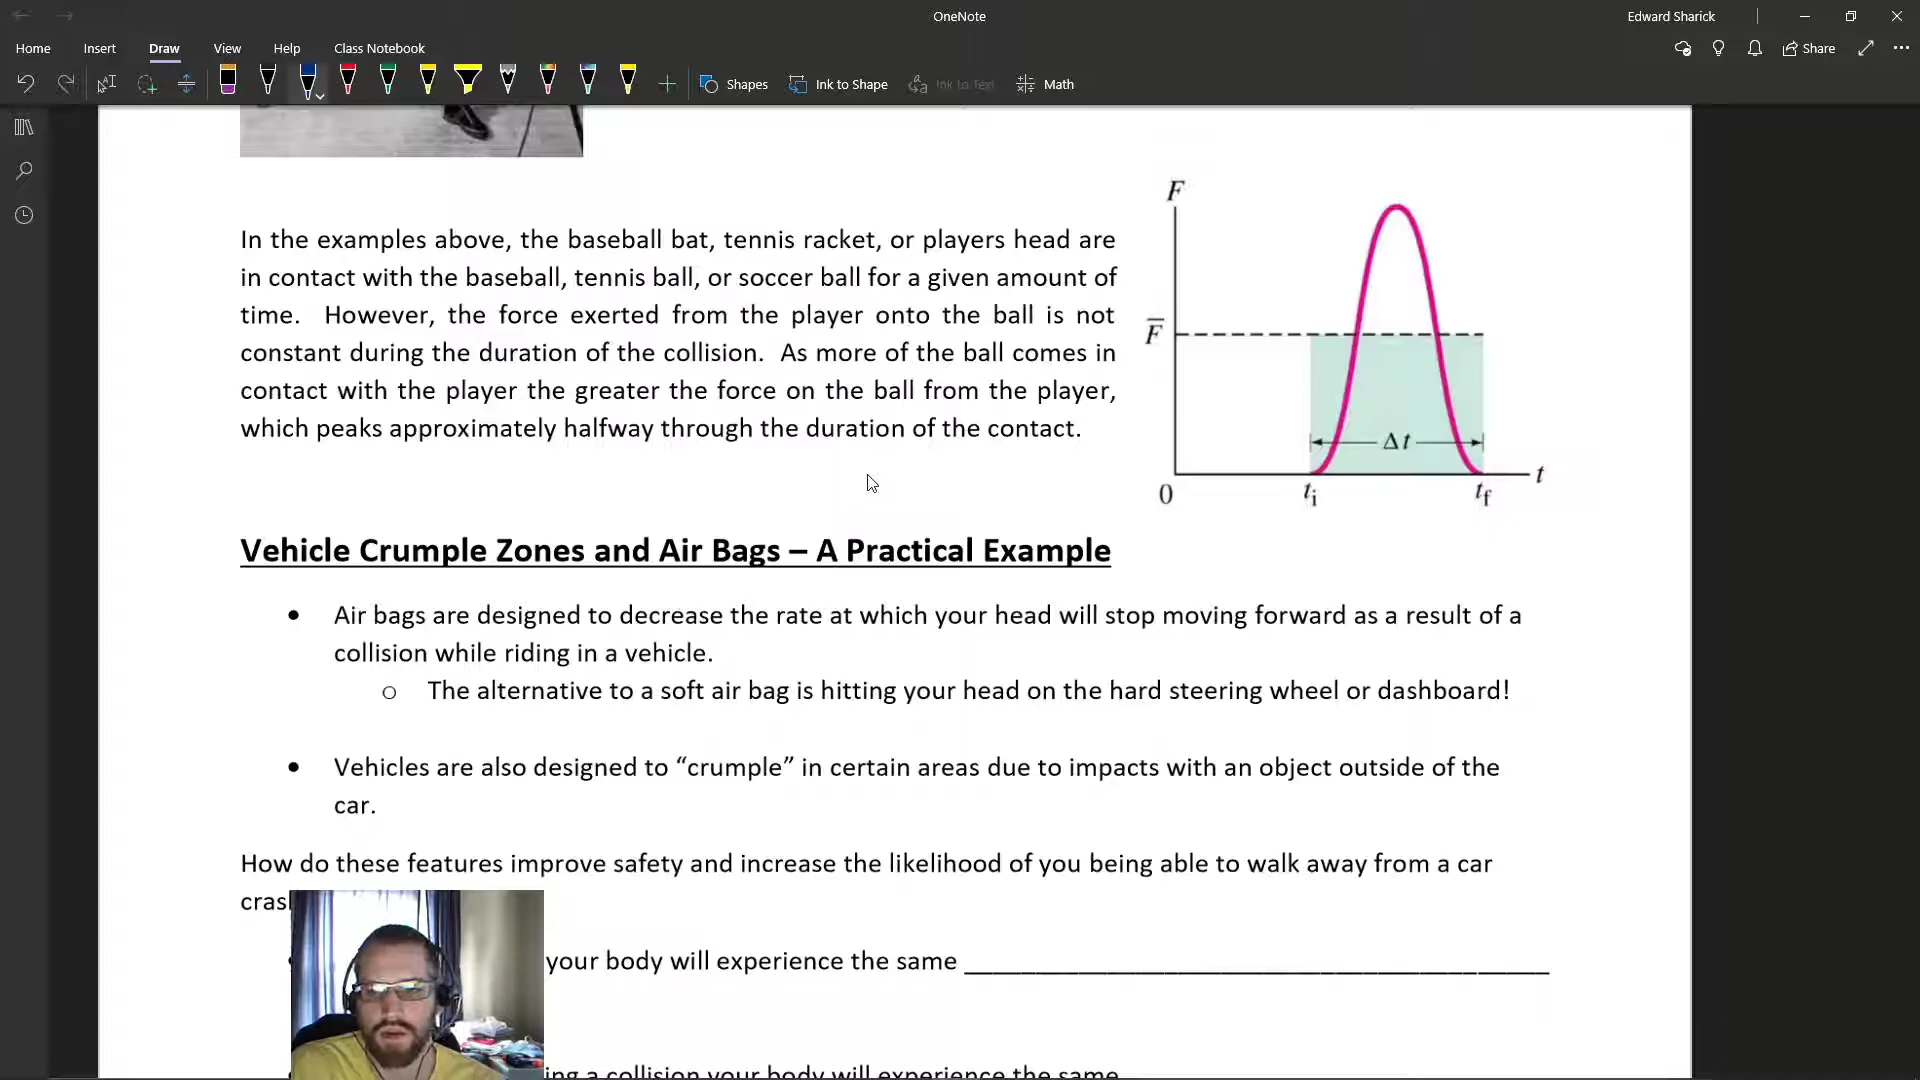 OneNote
Edward Sharick
Home Insert Draw View Help Class Notebook
Share
Shapes Ink to Shape Ink to Text Math
In the examples above, the baseball bat, tennis racket, or players head are
in contact with the baseball, tennis ball, or soccer ball for a given amount of
time. However, the force exerted from the player onto the ball is not
constant during the duration of the collision. As more of the ball comes in
contact with the player the greater the force on the ball from the player,
which peaks approximately halfway through the duration of the contact.
F
F̅
Δt
t
0
ti
tf
Vehicle Crumple Zones and Air Bags – A Practical Example
• Air bags are designed to decrease the rate at which your head will stop moving forward as a result of a
collision while riding in a vehicle.
o The alternative to a soft air bag is hitting your head on the hard steering wheel or dashboard!
• Vehicles are also designed to “crumple” in certain areas due to impacts with an object outside of the
car.
How do these features improve safety and increase the likelihood of you being able to walk away from a car
your body will experience the same
a collision your body will experience the same